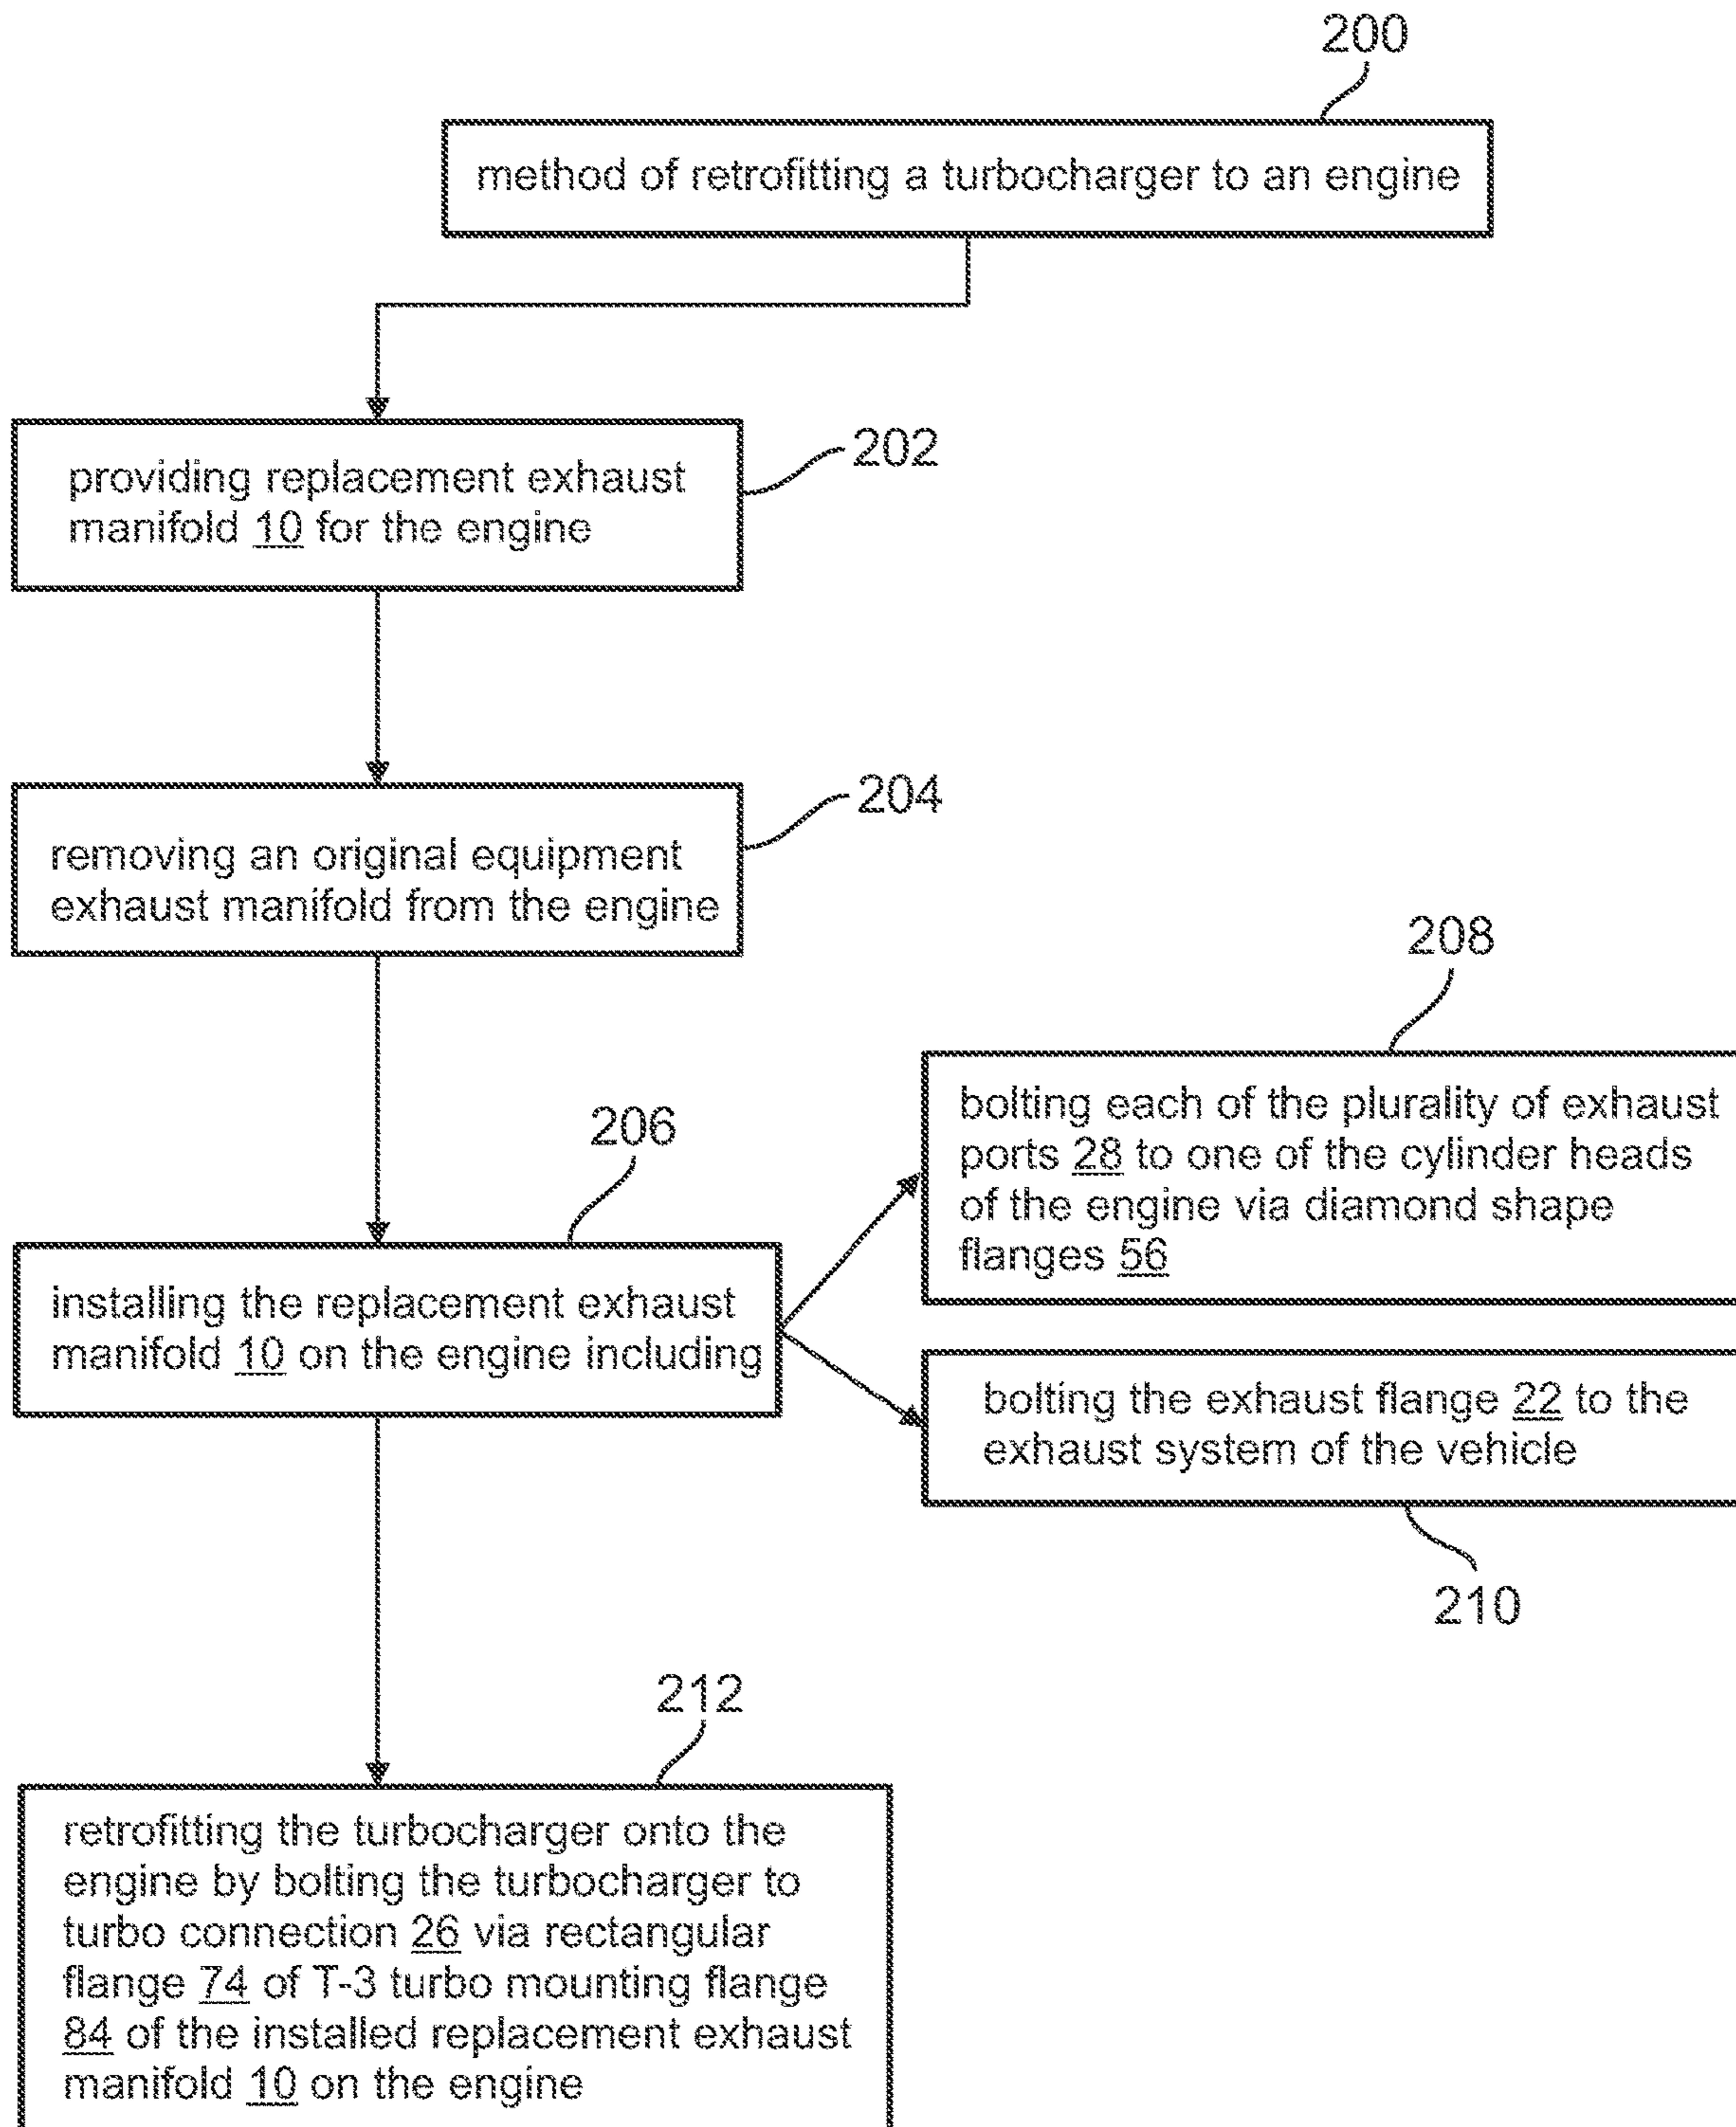 200
method of retrofitting a turbocharger to an engine
202
providing replacement exhaust
manifold 10 for the engine
204
removing an original equipment
exhaust manifold from the engine
206
installing the replacement exhaust
manifold 10 on the engine including
208
bolting each of the plurality of exhaust
ports 28 to one of the cylinder heads
of the engine via diamond shape
flanges 56
bolting the exhaust flange 22 to the
exhaust system of the vehicle
210
212
retrofitting the turbocharger onto the
engine by bolting the turbocharger to
turbo connection 26 via rectangular
flange 74 of T-3 turbo mounting flange
84 of the installed replacement exhaust
manifold 10 on the engine